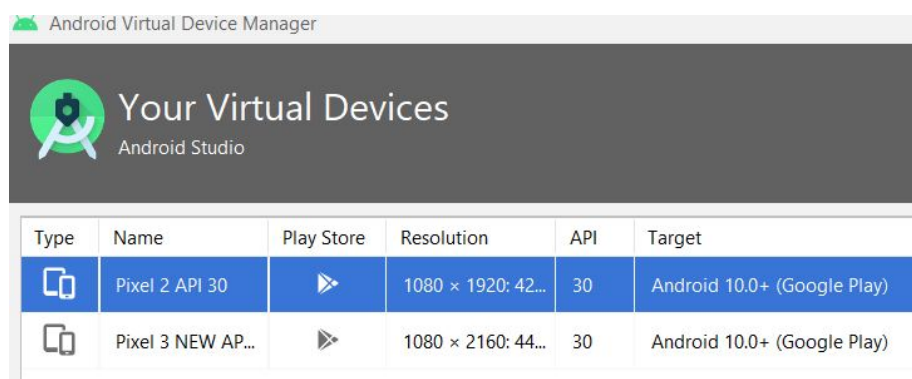 Android Virtual Device Manager
Your Virtual Devices
Android Studio
Type Name Play Store Resolution API Target
Pixel 2 API 30 1080 × 1920: 42... 30 Android 10.0+ (Google Play)
Pixel 3 NEW AP... 1080 × 2160: 44... 30 Android 10.0+ (Google Play)